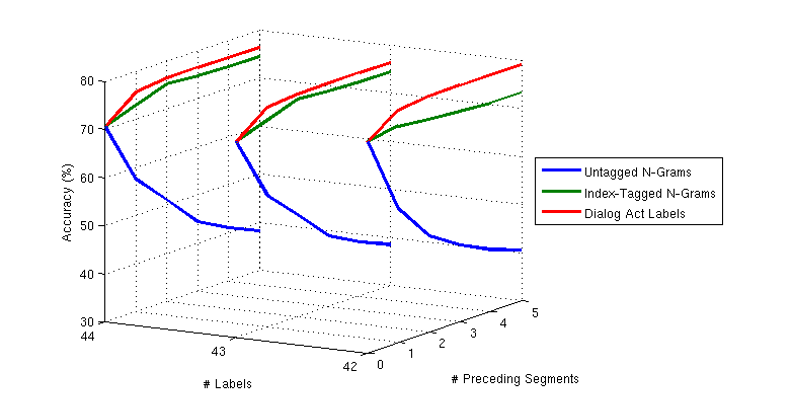 80
70
60
50
40
30
Accuracy (%)
44
43
42
# Labels
0
1
2
3
4
5
# Preceding Segments
Untagged N-Grams
Index-Tagged N-Grams
Dialog Act Labels